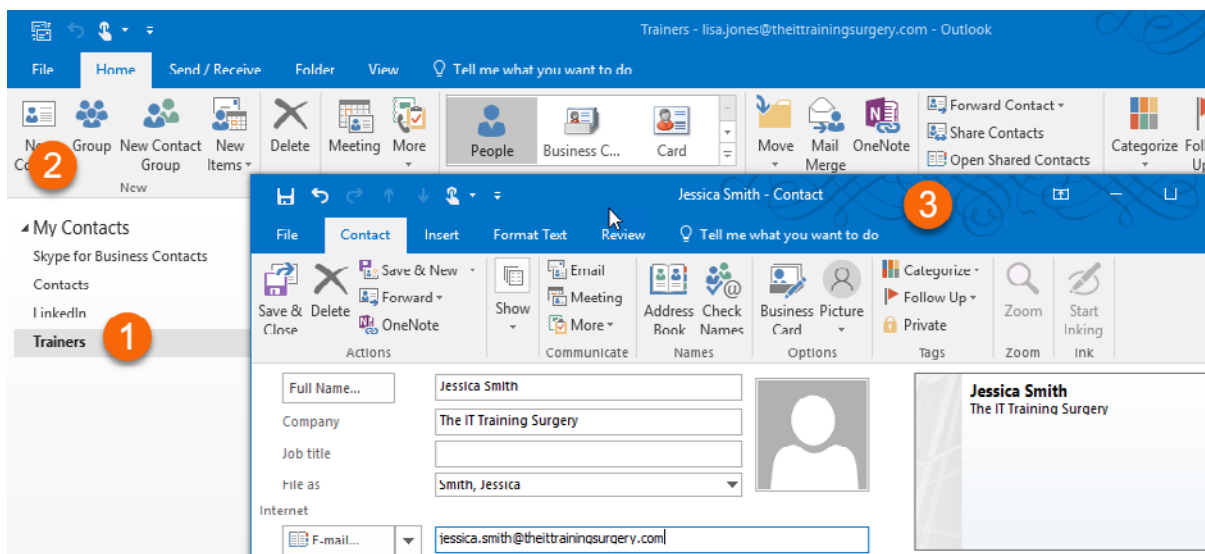 Trainers - lisa.jones@theittrainingsurgery.com - Outlook
File Home Send / Receive Folder View Tell me what you want to do
New Group New Contact Group New Items Delete Meeting More People Business C... Card Move Mail Merge OneNote Forward Contact Categorize
Share Contacts
Open Shared Contacts
2
New
Jessica Smith - Contact
3
My Contacts
Skype for Business Contacts
Contacts
LinkedIn
Trainers
1
File Contact Insert Format Text Review Tell me what you want to do
Save & Close Delete Save & New Show Email Address Book Check Names Business Card Picture Categorize Zoom Start Inking
Forward Meeting Follow Up
OneNote More Private
Actions Communicate Names Options Tags Zoom Ink
Full Name... Jessica Smith
Company The IT Training Surgery
Job title
File as Smith, Jessica
Internet
E-mail... jessica.smith@theittrainingsurgery.com
Jessica Smith
The IT Training Surgery